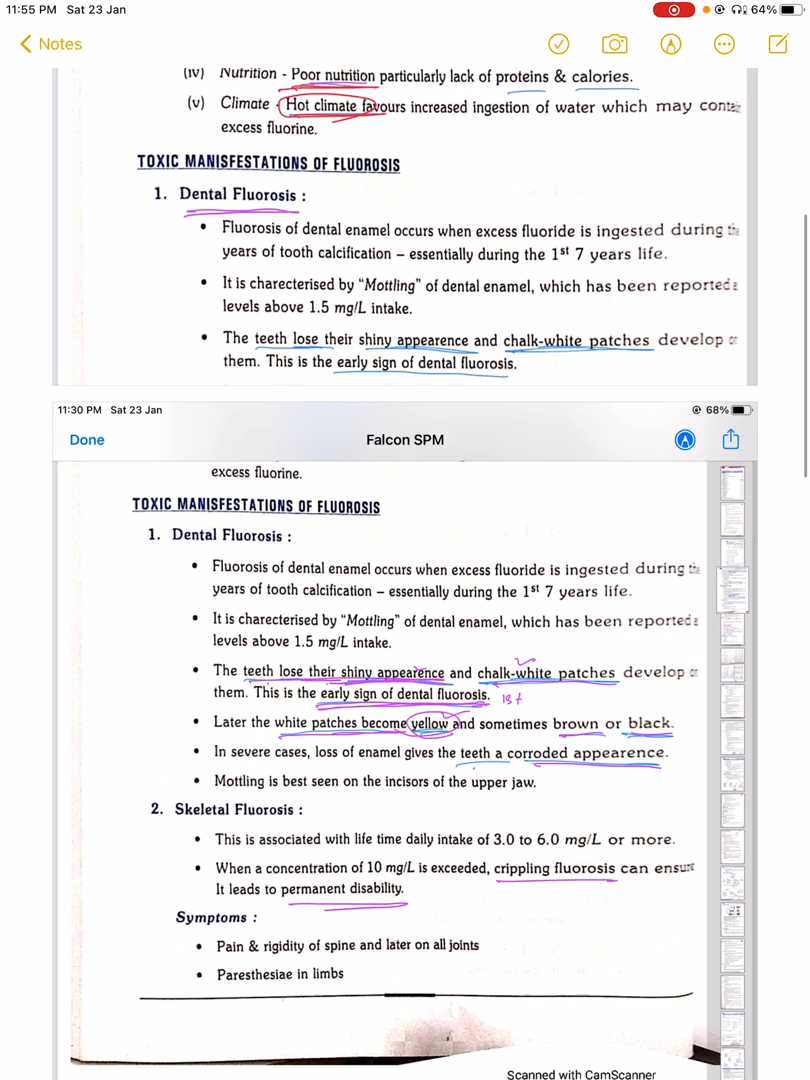 11:55 PM Sat 23 Jan
64%
Notes
(iv) Nutrition - Poor nutrition particularly lack of proteins & calories.
(v) Climate - Hot climate favours increased ingestion of water which may
excess fluorine.
TOXIC MANISFESTATIONS OF FLUOROSIS
1. Dental Fluorosis :
• Fluorosis of dental enamel occurs when excess fluoride is ingested during
years of tooth calcification – essentially during the 1st 7 years life.
• It is charecterised by “Mottling” of dental enamel, which has been reported
levels above 1.5 mg/L intake.
• The teeth lose their shiny appearence and chalk-white patches develop
them. This is the early sign of dental fluorosis.
11:30 PM Sat 23 Jan
68%
Done Falcon SPM
excess fluorine.
TOXIC MANISFESTATIONS OF FLUOROSIS
1. Dental Fluorosis :
• Fluorosis of dental enamel occurs when excess fluoride is ingested during
years of tooth calcification – essentially during the 1st 7 years life.
• It is charecterised by “Mottling” of dental enamel, which has been reported
levels above 1.5 mg/L intake.
• The teeth lose their shiny appearence and chalk-white patches develop
them. This is the early sign of dental fluorosis. 1st
• Later the white patches become yellow and sometimes brown or black.
• In severe cases, loss of enamel gives the teeth a corroded appearence.
• Mottling is best seen on the incisors of the upper jaw.
2. Skeletal Fluorosis :
• This is associated with life time daily intake of 3.0 to 6.0 mg/L or more.
• When a concentration of 10 mg/L is exceeded, crippling fluorosis can
It leads to permanent disability.
Symptoms :
• Pain & rigidity of spine and later on all joints
• Paresthesiae in limbs
Scanned with CamScanner